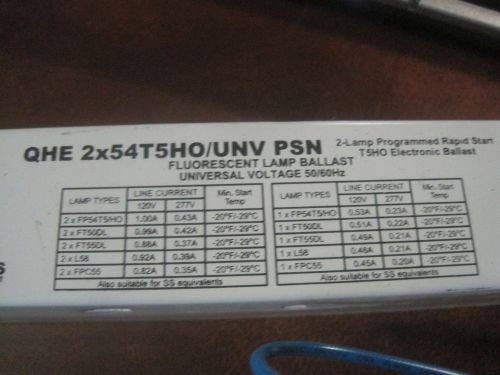 QHE 2x54T5HO/UNV PSN
2-Lamp Programmed Rapid Start
T5HO Electronic Ballast
FLUORESCENT LAMP BALLAST
UNIVERSAL VOLTAGE 50/60Hz
LAMP TYPES LINE CURRENT Min. Start Temp
120V 277V
2 x FP54T5HO 1.00A 0.43A -20°F/-29°C
2 x FT50DL 0.99A 0.42A -20°F/-29°C
2 x FT55DL 0.88A 0.37A -20°F/-29°C
2 x L58 0.92A 0.39A -20°F/-29°C
2 x FPC55 0.82A 0.35A -20°F/-29°C
Also suitable for SS equivalents
LAMP TYPES LINE CURRENT Min. Start Temp
120V 277V
1 x FP54T5HO 0.53A 0.23A -20°F/-29°C
1 x FT50DL 0.51A 0.22A -20°F/-29°C
1 x FT55DL 0.49A 0.21A -20°F/-29°C
1 x L58 0.48A 0.21A -20°F/-29°C
1 x FPC55 0.45A 0.20A -20°F/-29°C
Also suitable for SS equivalents